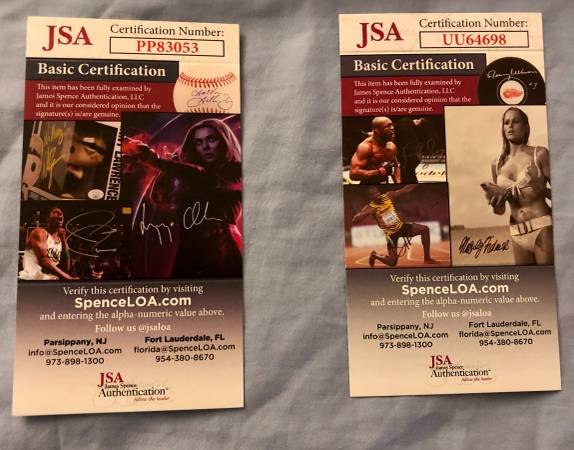 JSA
Certification Number:
PP83053
Basic Certification
This item has been fully examined by
James Spence Authentication, LLC
and it is our considered opinion that the
signature(s) is/are genuine.
LAWRENCE
Verify this certification by visiting
SpenceLOA.com
and entering the alpha-numeric value above.
Follow us @jsaloa
Parsippany, NJ
info@SpenceLOA.com
973-898-1300
Fort Lauderdale, FL
florida@SpenceLOA.com
954-380-8670
JSA
James Spence
Authentication
follow the leader
JSA
Certification Number:
UU64698
Basic Certification
This item has been fully examined by
James Spence Authentication, LLC
and it is our considered opinion that the
signature(s) is/are genuine.
Verify this certification by visiting
SpenceLOA.com
and entering the alpha-numeric value above.
Follow us @jsaloa
Parsippany, NJ
info@SpenceLOA.com
973-898-1300
Fort Lauderdale, FL
florida@SpenceLOA.com
954-380-8670
JSA
James Spence
Authentication
follow the leader